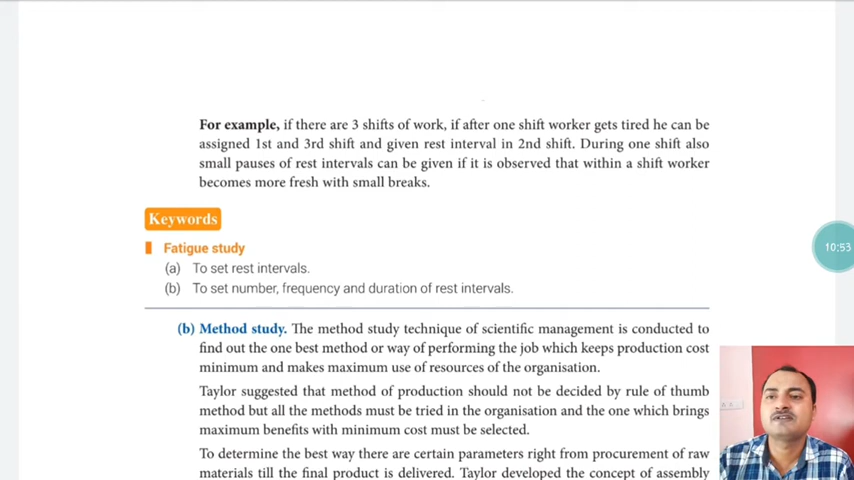 For example, if there are 3 shifts of work, if after one shift worker gets tired he can be
assigned 1st and 3rd shift and given rest interval in 2nd shift. During one shift also
small pauses of rest intervals can be given if it is observed that within a shift worker
becomes more fresh with small breaks.
Keywords
Fatigue study
(a) To set rest intervals.
(b) To set number, frequency and duration of rest intervals.
10:53
(b) Method study. The method study technique of scientific management is conducted to
find out the one best method or way of performing the job which keeps production cost
minimum and makes maximum use of resources of the organisation.
Taylor suggested that method of production should not be decided by rule of thumb
method but all the methods must be tried in the organisation and the one which brings
maximum benefits with minimum cost must be selected.
To determine the best way there are certain parameters right from procurement of raw
materials till the final product is delivered. Taylor developed the concept of assembly